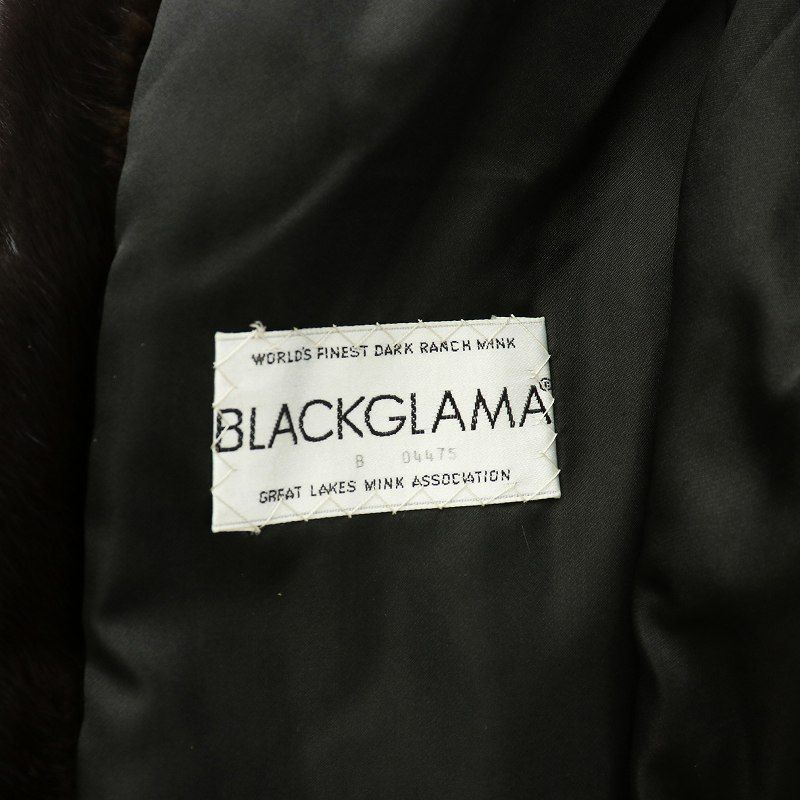 WORLD'S FINEST DARK RANCH MINK
BLACKGLAMA®
B 04475
GREAT LAKES MINK ASSOCIATION